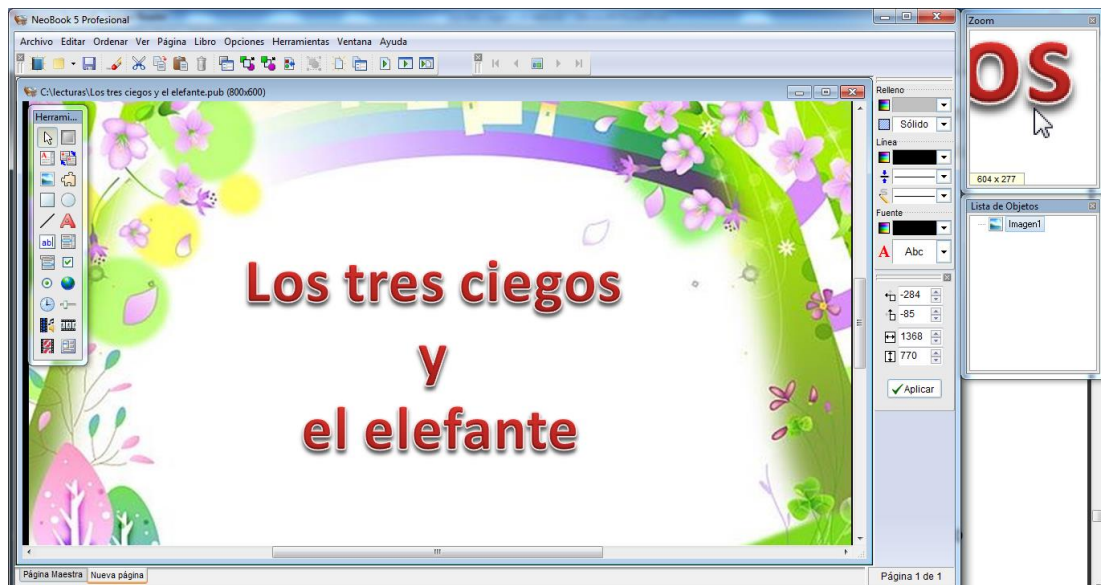 NeoBook 5 Profesional
Archivo Editar Ordenar Ver Página Libro Opciones Herramientas Ventana Ayuda
C:\lecturas\Los tres ciegos y el elefante.pub (800x600)
Herrami...
Los tres ciegos
y
el elefante
Página Maestra Nueva página
Página 1 de 1
Relleno
Sólido
Línea
Fuente
A Abc
-284
-85
1368
770
Aplicar
Zoom
os
604 x 277
Lista de Objetos
Imagen1